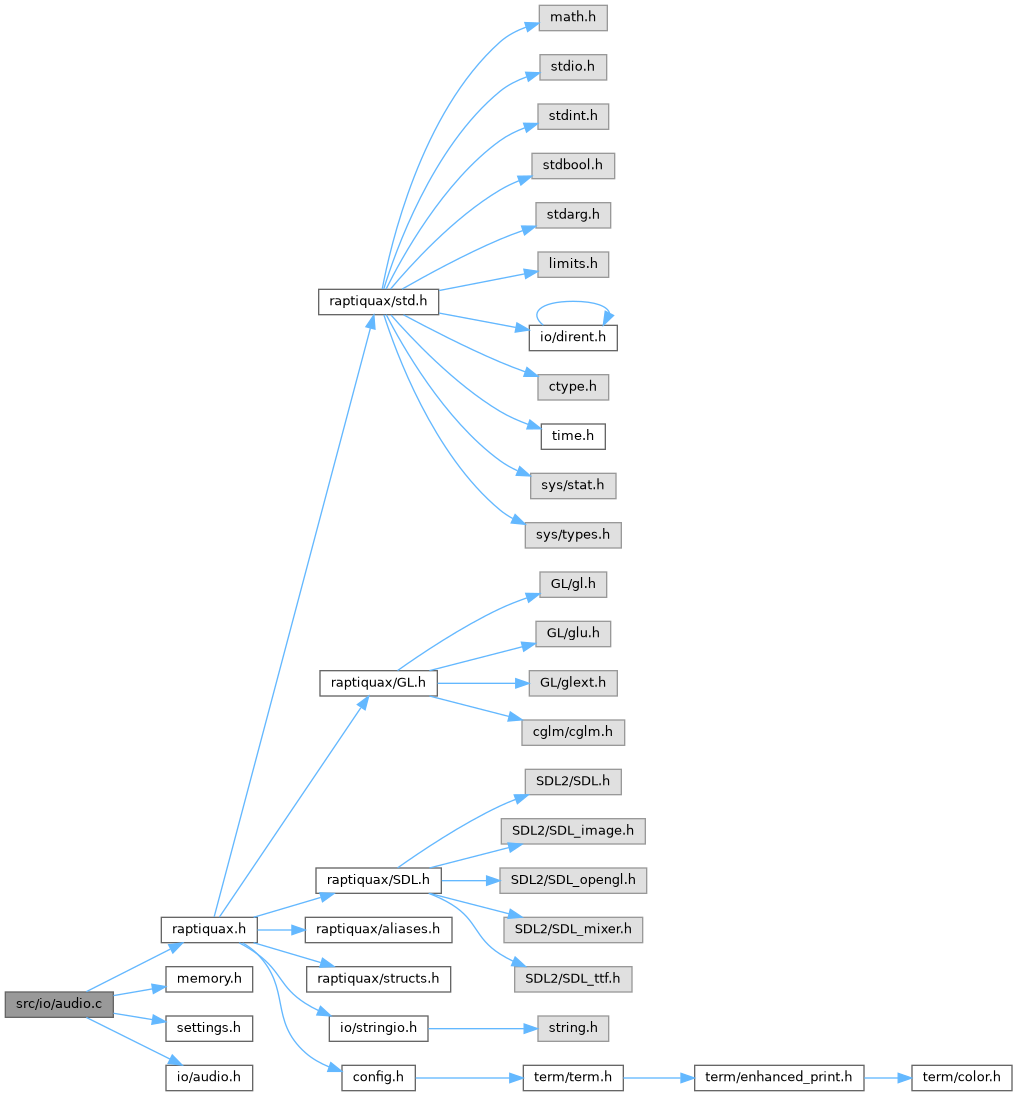 math.h
stdio.h
stdint.h
stdbool.h
stdarg.h
limits.h
raptiquax/std.h
io/dirent.h
ctype.h
time.h
sys/stat.h
sys/types.h
GL/gl.h
GL/glu.h
raptiquax/GL.h
GL/glext.h
cglm/cglm.h
SDL2/SDL.h
SDL2/SDL_image.h
raptiquax/SDL.h
SDL2/SDL_opengl.h
raptiquax.h
raptiquax/aliases.h
SDL2/SDL_mixer.h
memory.h
raptiquax/structs.h
SDL2/SDL_ttf.h
src/io/audio.c
settings.h
io/stringio.h
string.h
io/audio.h
config.h
term/term.h
term/enhanced_print.h
term/color.h